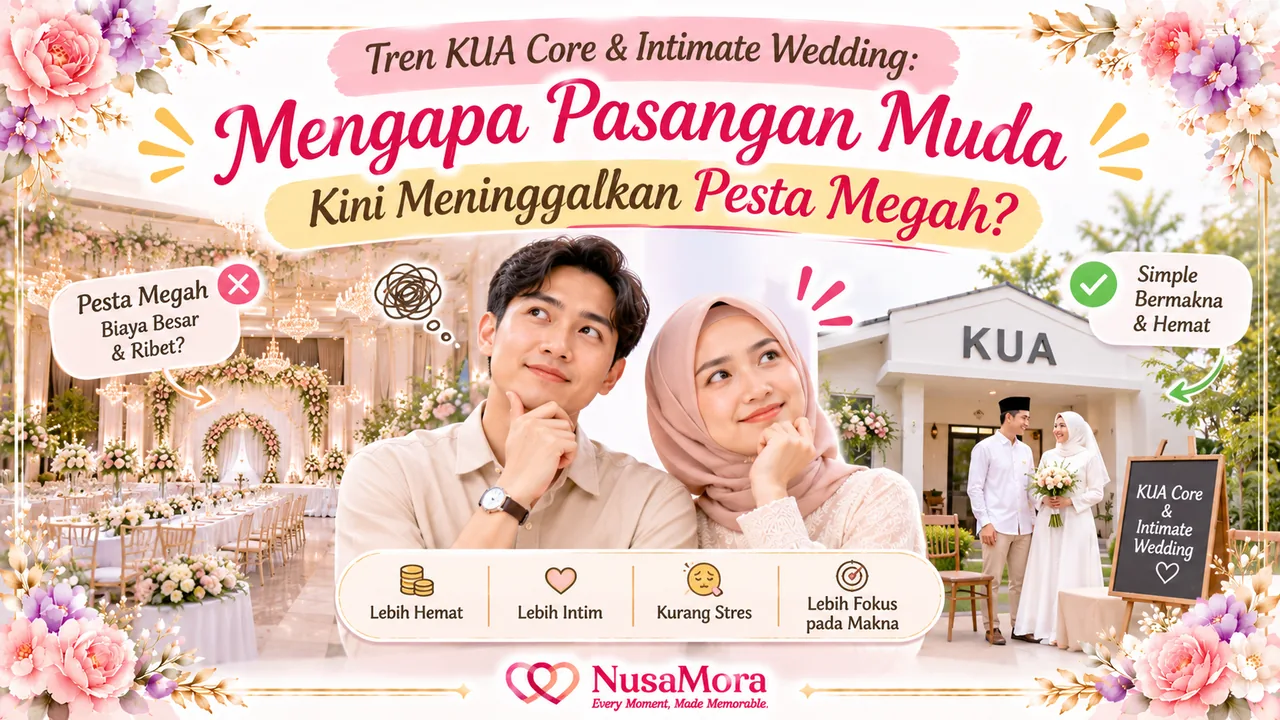 Tren KUA Core & Intimate Wedding:
Mengapa Pasangan Muda
Kini Meninggalkan Pesta Megah?
Pesta Megah
Biaya Besar
& Ribet?
Simple
Bermakna
& Hemat
KUA
KUA Core
&
Intimate
Wedding
Lebih Hemat
Lebih Intim
Kurang Stres
Lebih Fokus
pada Makna
NusaMora
Every Moment, Made Memorable.